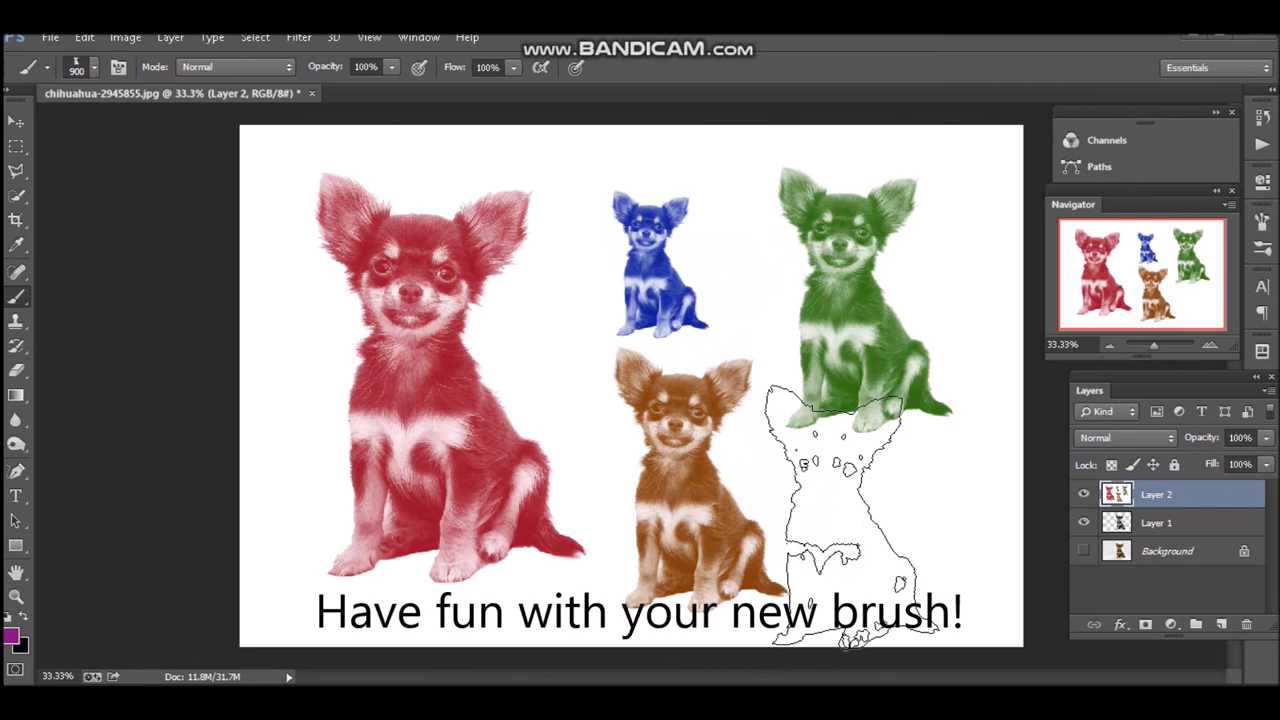 www.BANDICAM.com
Ps Edit Image Layer Type Select Filter 3D View Window Help
900 Mode: Normal Opacity: 100% Flow: 100% Essentials
chihuahua-2945855.jpg @ 33.3% (Layer 2, RGB/8#) * ×
Channels
Paths
Navigator
33.33%
Layers
Kind
Normal Opacity: 100%
Lock: Fill: 100%
Layer 2
Layer 1
Background
Have fun with your new brush!
33.33% Doc: 11.8M/31.7M